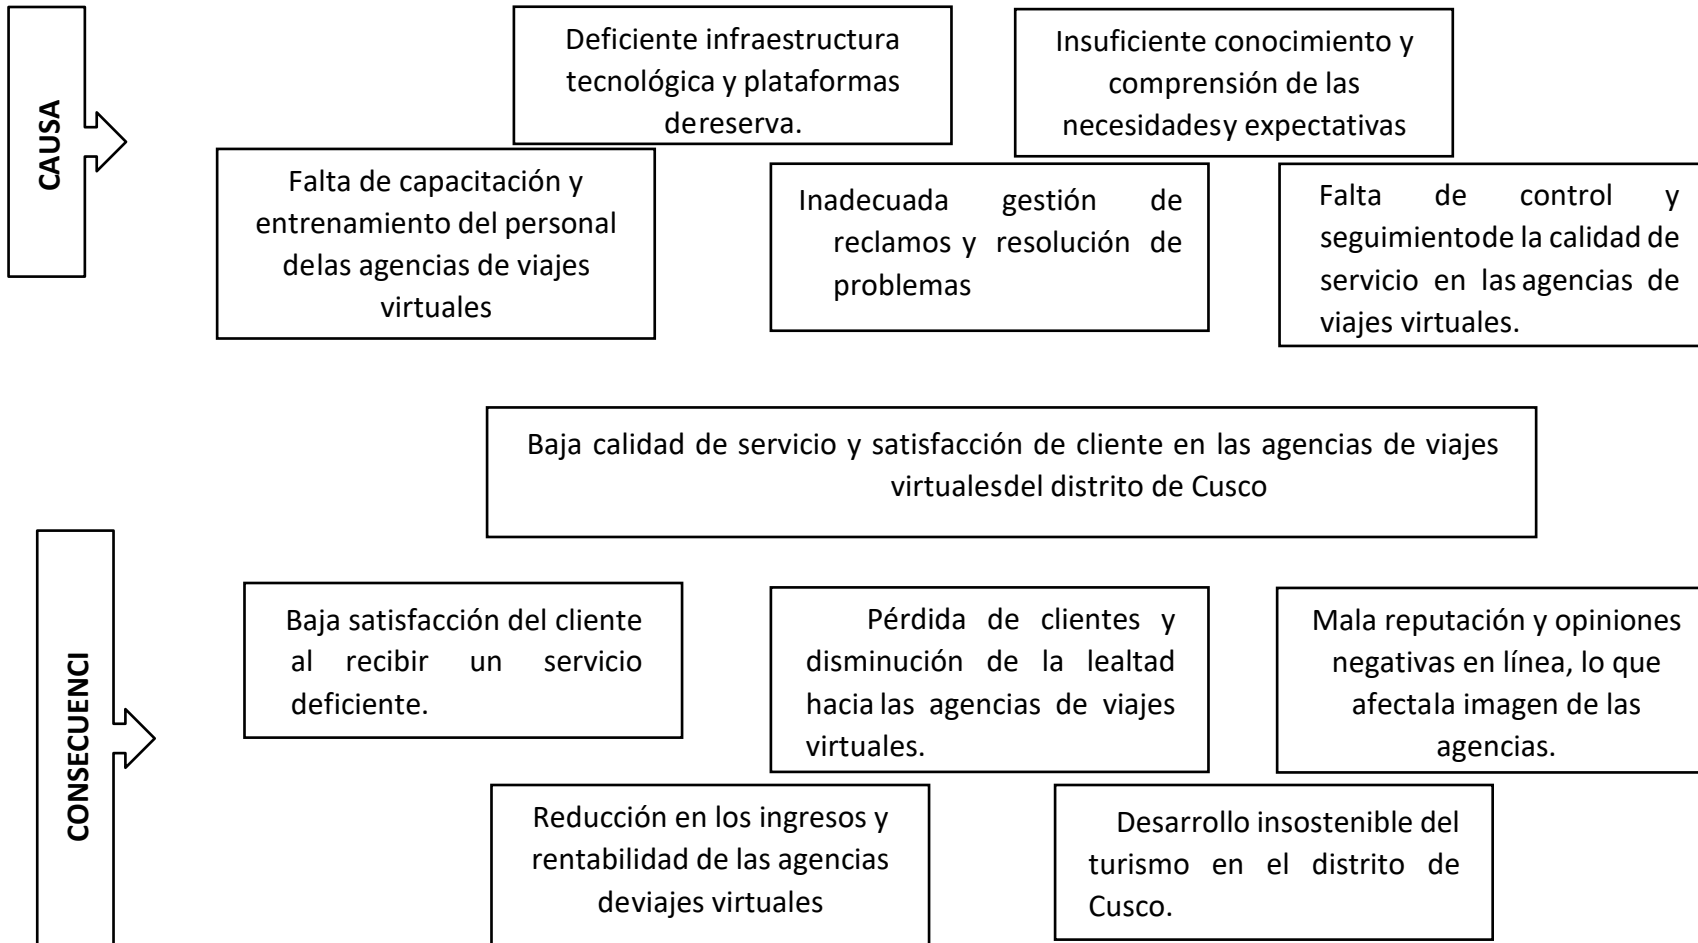 CAUSA
Deficiente infraestructura
tecnológica y plataformas
dereserva.
Insuficiente conocimiento y
comprensión de las
necesidadesy expectativas
Falta de capacitación y
entrenamiento del personal
delas agencias de viajes
virtuales
Inadecuada gestión de
reclamos y resolución de
problemas
Falta de control y
seguimientode la calidad de
servicio en las agencias de
viajes virtuales.
Baja calidad de servicio y satisfacción de cliente en las agencias de viajes
virtualesdel distrito de Cusco
CONSECUENCI
Baja satisfacción del cliente
al recibir un servicio
deficiente.
Pérdida de clientes y
disminución de la lealtad
hacia las agencias de viajes
virtuales.
Mala reputación y opiniones
negativas en línea, lo que
afectala imagen de las
agencias.
Reducción en los ingresos y
rentabilidad de las agencias
deviajes virtuales
Desarrollo insostenible del
turismo en el distrito de
Cusco.